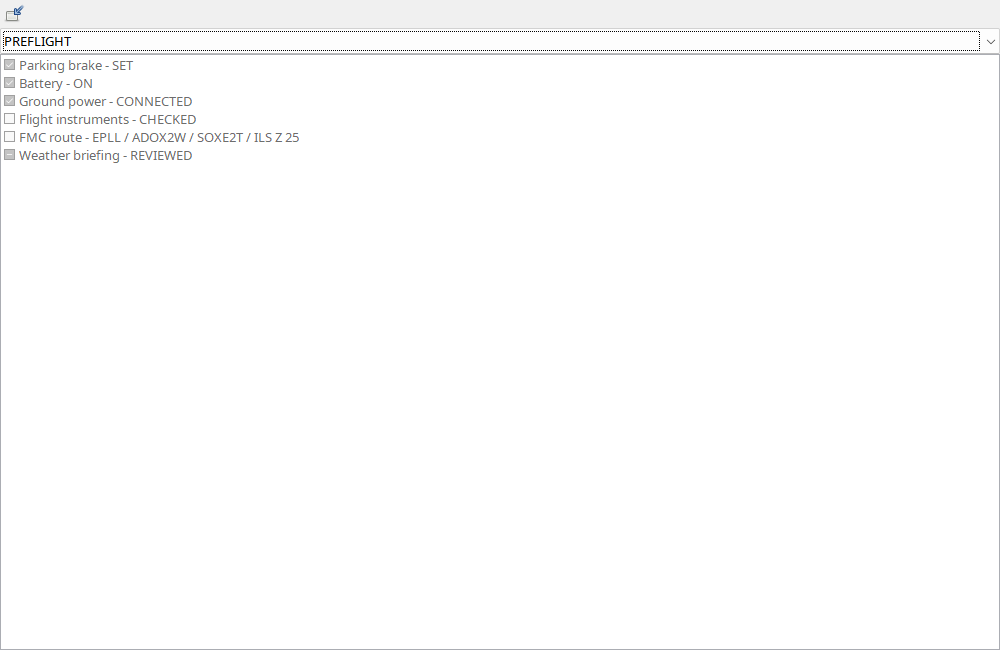 PREFLIGHT
Parking brake - SET
Battery - ON
Ground power - CONNECTED
Flight instruments - CHECKED
FMC route - EPLL / ADOX2W / SOXE2T / ILS Z 25
Weather briefing - REVIEWED